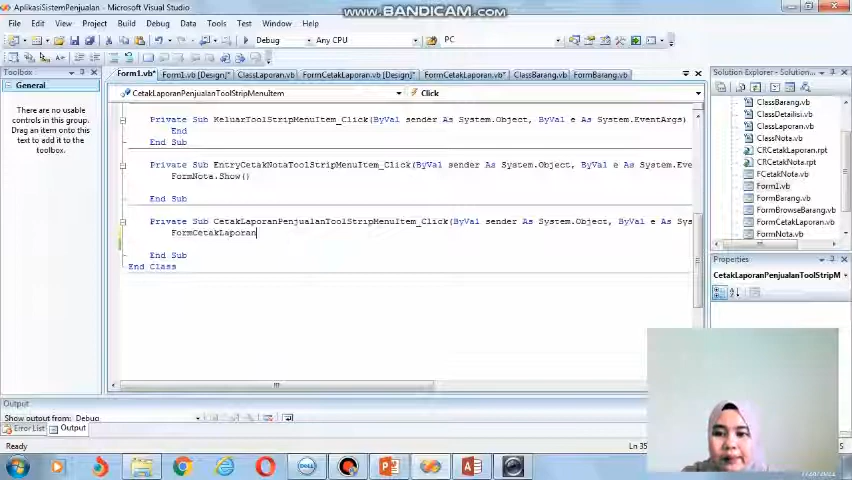 AplikasiSistemPenjualan - Microsoft Visual Studio
WWW.BANDICAM.COM
File Edit View Project Build Debug Data Tools Test Window Help
Debug Any CPU PC
Toolbox
General
There are no usable
controls in this group.
Drag an item onto this
text to add it to the
toolbox.
Form1.vb* Form1.vb [Design]* ClassLaporan.vb FormCetakLaporan.vb [Design]* FormCetakLaporan.vb* ClassBarang.vb FormBarang.vb
CetakLaporanPenjualanToolStripMenuItem Click
Private Sub KeluarToolStripMenuItem_Click(ByVal sender As System.Object, ByVal e As System.EventArgs)
End
End Sub
Private Sub EntryCetakNotaToolStripMenuItem_Click(ByVal sender As System.Object, ByVal e As System.Eve
FormNota.Show()
End Sub
Private Sub CetakLaporanPenjualanToolStripMenuItem_Click(ByVal sender As System.Object, ByVal e As Sys
FormCetakLaporan
End Sub
End Class
Solution Explorer - PC
ClassBarang.vb
ClassDetailisi.vb
ClassLaporan.vb
ClassNota.vb
CRCetakLaporan.rpt
CRCetakNota.rpt
FCetakNota.vb
Form1.vb
FormBarang.vb
FormBrowseBarang.vb
FormCetakLaporan.vb
FormNota.vb
Properties
CetakLaporanPenjualanToolStripM
Output
Show output from: Debug
Error List Output
Ready
Ln 35
DELL